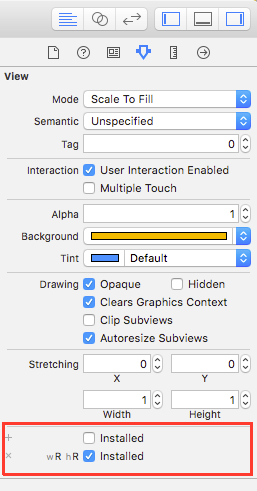 View
Mode Scale To Fill
Semantic Unspecified
Tag 0
Interaction User Interaction Enabled
Multiple Touch
Alpha 1
Background
Tint Default
Drawing Opaque Hidden
Clears Graphics Context
Clip Subviews
Autoresize Subviews
Stretching 0 0
X Y
1 1
Width Height
+ Installed
× wR hR Installed